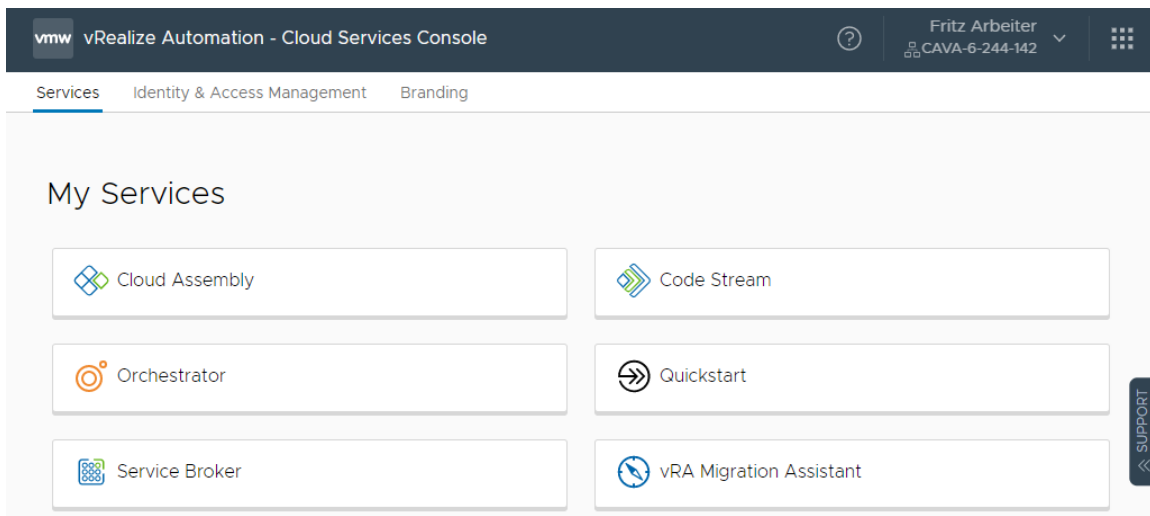 vmw vRealize Automation - Cloud Services Console
?
Fritz Arbeiter
CAVA-6-244-142
Services Identity & Access Management Branding
My Services
Cloud Assembly
Code Stream
Orchestrator
Quickstart
Service Broker
vRA Migration Assistant
SUPPORT